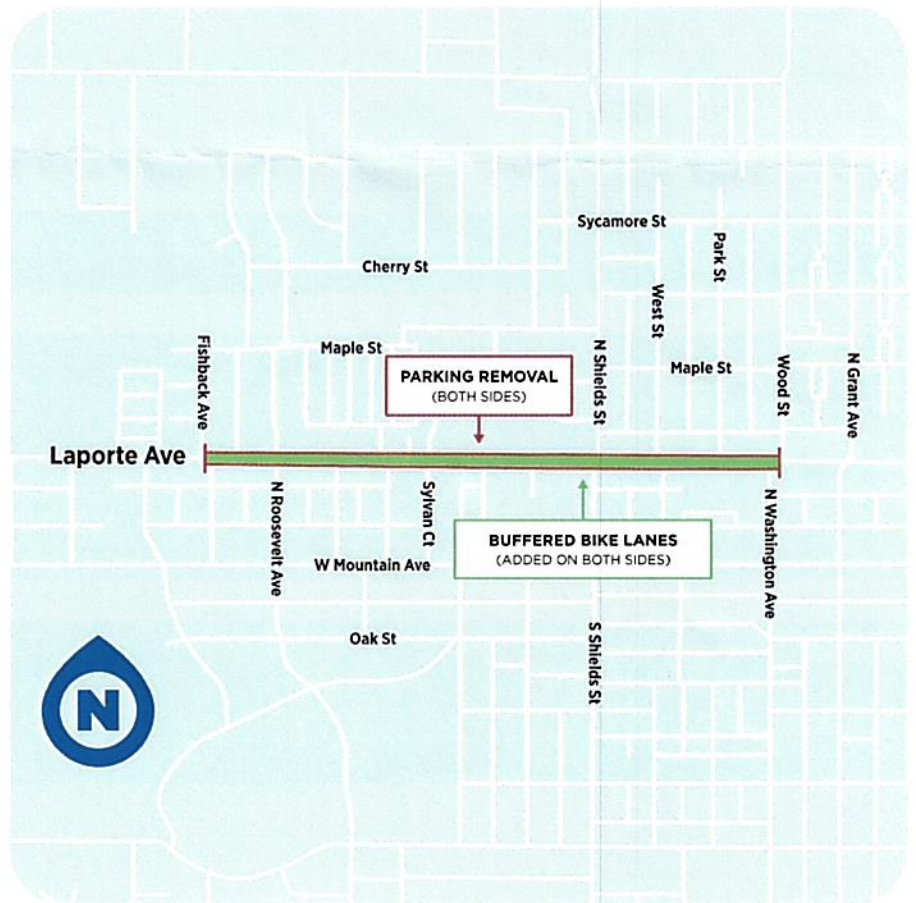 Sycamore St
Park St
Cherry St
West St
Maple St
N Shields St
Maple St
Fishback Ave
Wood St
N Grant Ave
PARKING REMOVAL
(BOTH SIDES)
Laporte Ave
N Roosevelt Ave
Sylvan Ct
N Washington Ave
BUFFERED BIKE LANES
(ADDED ON BOTH SIDES)
W Mountain Ave
Oak St
S Shields St
N